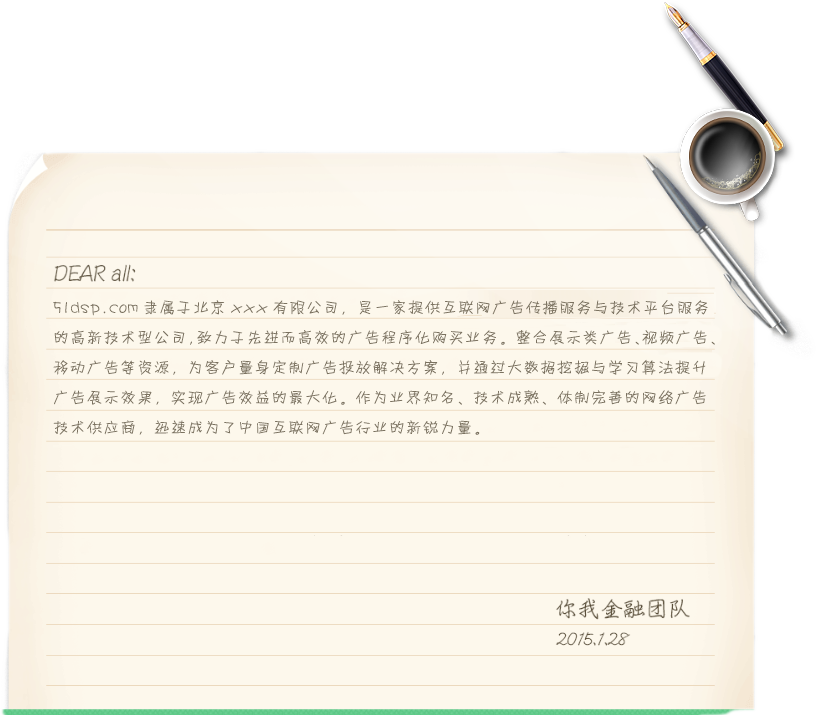 DEAR all:
51dsp.com 隶属于北京 xxx 有限公司，是一家提供互联网广告传播服务与技术平台服务
的高新技术型公司,致力于先进而高效的广告程序化购买业务。整合展示类广告、视频广告、
移动广告等资源，为客户量身定制广告投放解决方案，并通过大数据挖掘与学习算法提升
广告展示效果，实现广告效益的最大化。作为业界知名、技术成熟、体制完善的网络广告
技术供应商，迅速成为了中国互联网广告行业的新锐力量。
你我金融团队
2015.1.28